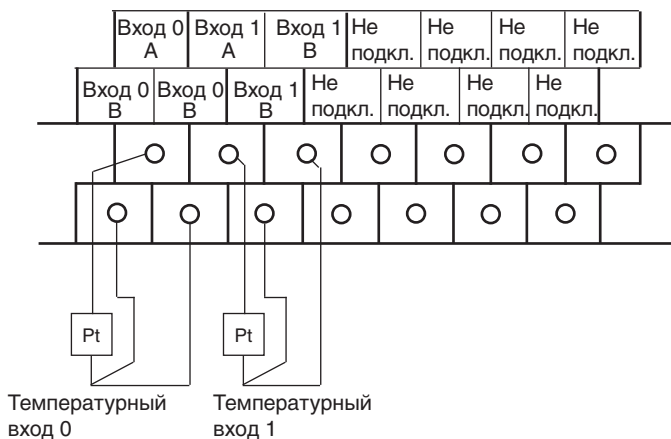 Вход 0 Вход 1 Вход 1 Не Не Не Не
A A B подкл. подкл. подкл. подкл.
Вход 0 Вход 0 Вход 1 Не Не Не Не
B B B подкл. подкл. подкл. подкл.
Pt Pt
Температурный Температурный
вход 0 вход 1